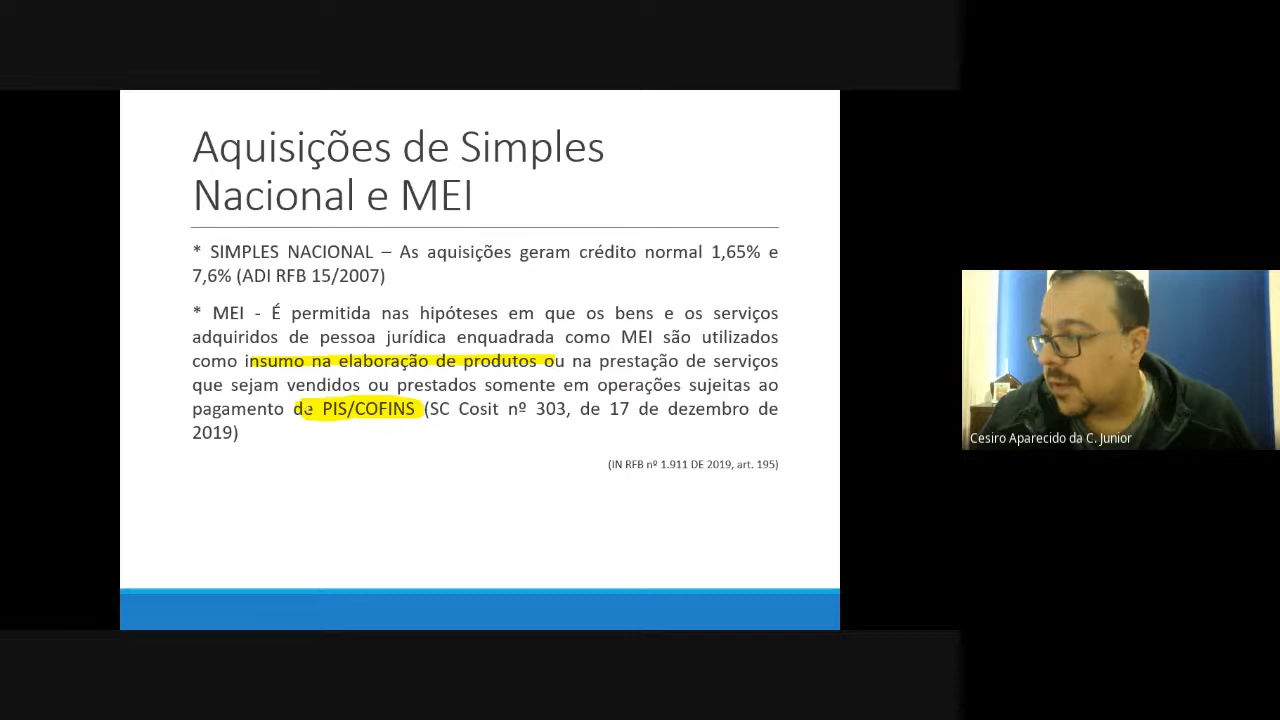 Aquisições de Simples
Nacional e MEI
* SIMPLES NACIONAL – As aquisições geram crédito normal 1,65% e
7,6% (ADI RFB 15/2007)
* MEI - É permitida nas hipóteses em que os bens e os serviços
adquiridos de pessoa jurídica enquadrada como MEI são utilizados
como insumo na elaboração de produtos ou na prestação de serviços
que sejam vendidos ou prestados somente em operações sujeitas ao
pagamento de PIS/COFINS (SC Cosit nº 303, de 17 de dezembro de
2019)
(IN RFB nº 1.911 DE 2019, art. 195)
Cesiro Aparecido da C. Junior